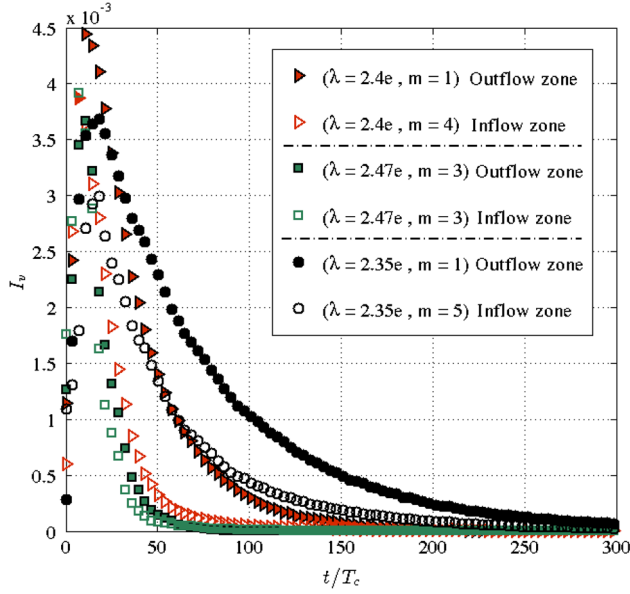 x 10⁻³
4.5
4
3.5
3
2.5
2
1.5
1
0.5
0
I_v
(λ = 2.4e , m = 1) Outflow zone
(λ = 2.4e , m = 4) Inflow zone
(λ = 2.47e , m = 3) Outflow zone
(λ = 2.47e , m = 3) Inflow zone
(λ = 2.35e , m = 1) Outflow zone
(λ = 2.35e , m = 5) Inflow zone
0 50 100 150 200 250 300
t/T_c